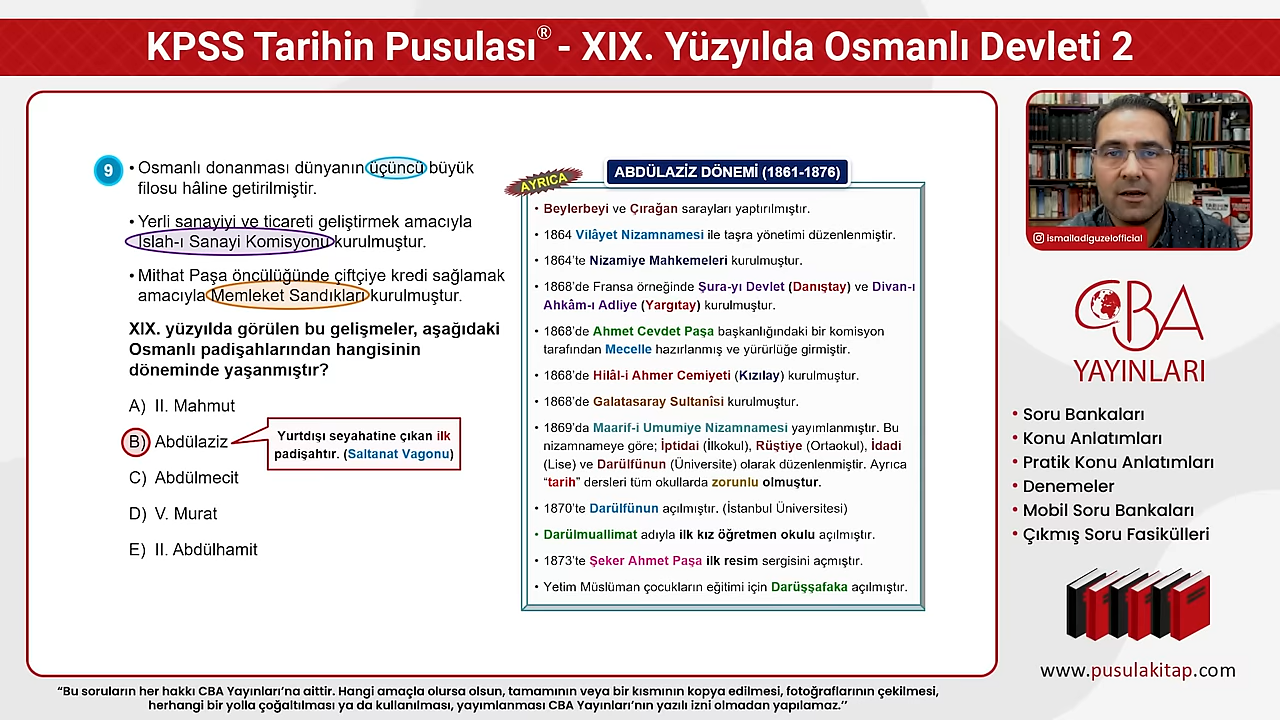 KPSS Tarihin Pusulası® - XIX. Yüzyılda Osmanlı Devleti 2
9
• Osmanlı donanması dünyanın üçüncü büyük
filosu hâline getirilmiştir.
• Yerli sanayiyi ve ticareti geliştirmek amacıyla
Islah-ı Sanayi Komisyonu kurulmuştur.
• Mithat Paşa öncülüğünde çiftçiye kredi sağlamak
amacıyla Memleket Sandıkları kurulmuştur.
XIX. yüzyılda görülen bu gelişmeler, aşağıdaki
Osmanlı padişahlarından hangisinin
döneminde yaşanmıştır?
A) II. Mahmut
B) Abdülaziz
C) Abdülmecit
D) V. Murat
E) II. Abdülhamit
Yurtdışı seyahatine çıkan ilk
padişahtır. (Saltanat Vagonu)
AYRICA
ABDÜLAZİZ DÖNEMİ (1861-1876)
• Beylerbeyi ve Çırağan sarayları yaptırılmıştır.
• 1864 Vilâyet Nizamnamesi ile taşra yönetimi düzenlenmiştir.
• 1864'te Nizamiye Mahkemeleri kurulmuştur.
• 1868'de Fransa örneğinde Şura-yı Devlet (Danıştay) ve Divan-ı
Ahkâm-ı Adliye (Yargıtay) kurulmuştur.
• 1868'de Ahmet Cevdet Paşa başkanlığındaki bir komisyon
tarafından Mecelle hazırlanmış ve yürürlüğe girmiştir.
• 1868'de Hilâl-i Ahmer Cemiyeti (Kızılay) kurulmuştur.
• 1868'de Galatasaray Sultanîsi kurulmuştur.
• 1869'da Maarif-i Umumiye Nizamnamesi yayımlanmıştır. Bu
nizamnameye göre; İptidai (İlkokul), Rüştiye (Ortaokul), İdadi
(Lise) ve Darülfünun (Üniversite) olarak düzenlenmiştir. Ayrıca
“tarih” dersleri tüm okullarda zorunlu olmuştur.
• 1870'te Darülfünun açılmıştır. (İstanbul Üniversitesi)
• Darülmuallimat adıyla ilk kız öğretmen okulu açılmıştır.
• 1873'te Şeker Ahmet Paşa ilk resim sergisini açmıştır.
• Yetim Müslüman çocukların eğitimi için Darüşşafaka açılmıştır.
ismailadiguzelofficial
CBA
YAYINLARI
• Soru Bankaları
• Konu Anlatımları
• Pratik Konu Anlatımları
• Denemeler
• Mobil Soru Bankaları
• Çıkmış Soru Fasikülleri
www.pusulakitap.com
“Bu soruların her hakkı CBA Yayınları’na aittir. Hangi amaçla olursa olsun, tamamının veya bir kısmının kopya edilmesi, fotoğraflarının çekilmesi,
herhangi bir yolla çoğaltılması ya da kullanılması, yayımlanması CBA Yayınları’nın yazılı izni olmadan yapılamaz.’’